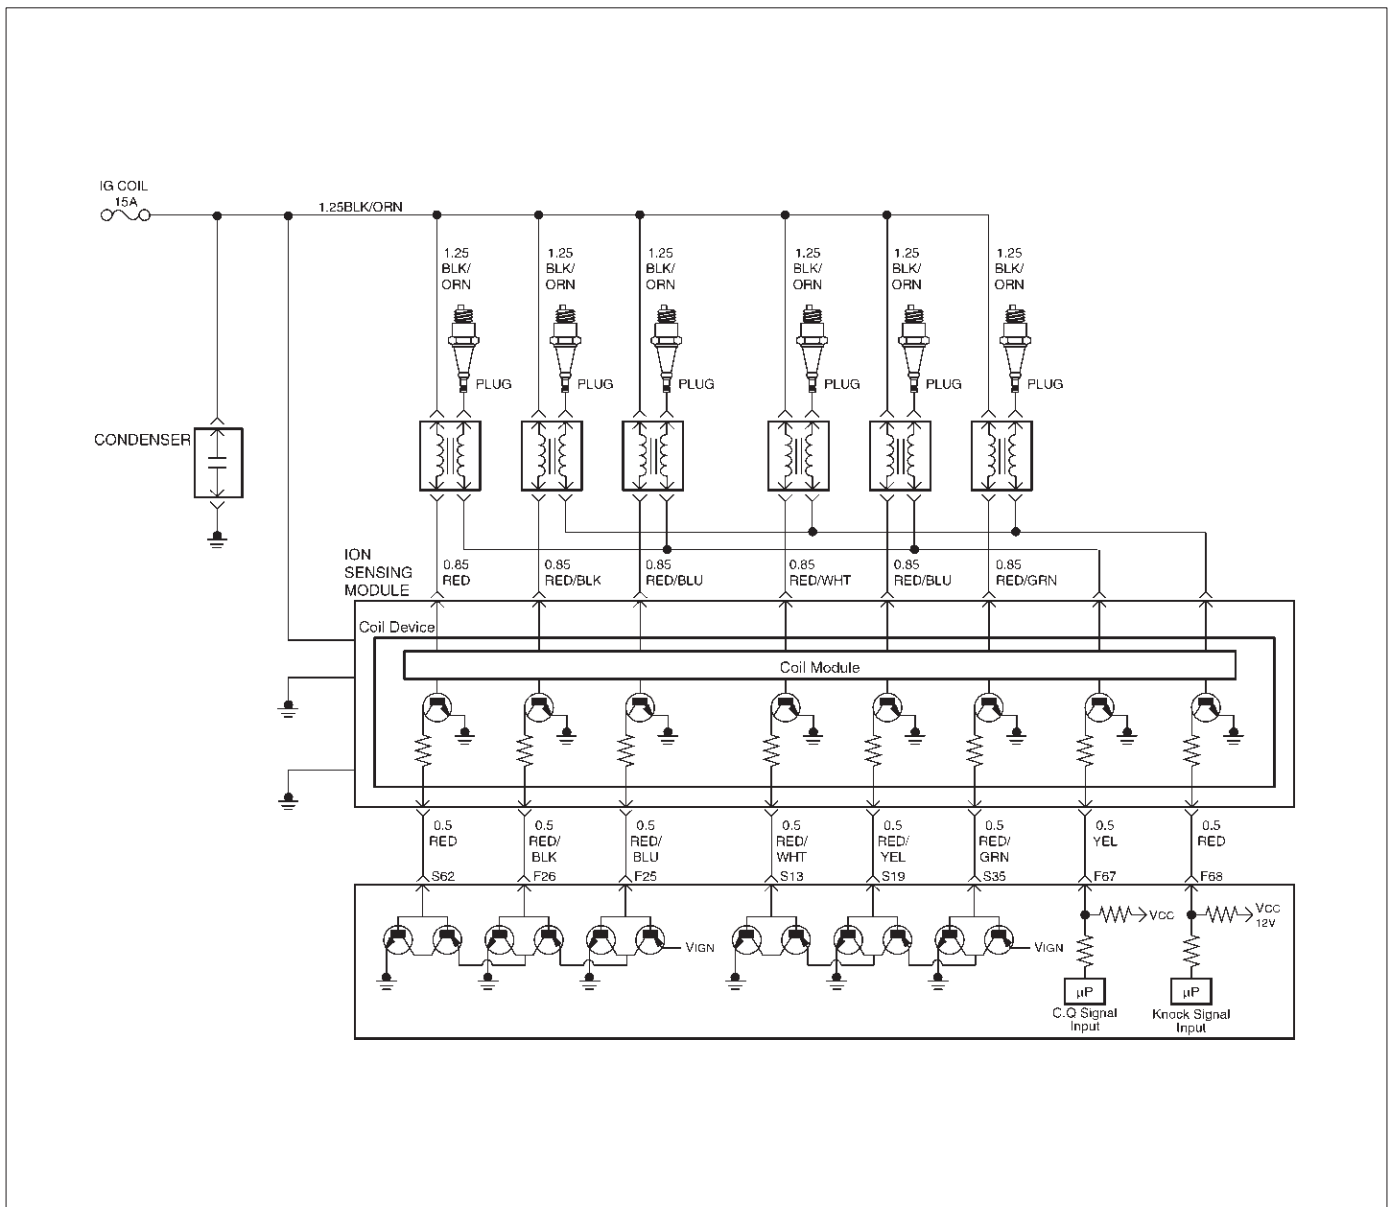 IG COIL
15A
1.25BLK/ORN
1.25
BLK/
ORN
1.25
BLK/
ORN
1.25
BLK/
ORN
1.25
BLK/
ORN
1.25
BLK/
ORN
1.25
BLK/
ORN
PLUG
PLUG
PLUG
PLUG
PLUG
PLUG
CONDENSER
ION
SENSING
MODULE
0.85
RED
0.85
RED/BLK
0.85
RED/BLU
0.85
RED/WHT
0.85
RED/BLU
0.85
RED/GRN
Coil Device
Coil Module
0.5
RED
0.5
RED/
BLK
0.5
RED/
BLU
0.5
RED/
WHT
0.5
RED/
YEL
0.5
RED/
GRN
0.5
YEL
0.5
RED
S62
F26
F25
S13
S19
S35
F67
F68
VIGN
VIGN
VCC
VCC
12V
µP
µP
C.Q Signal
Input
Knock Signal
Input